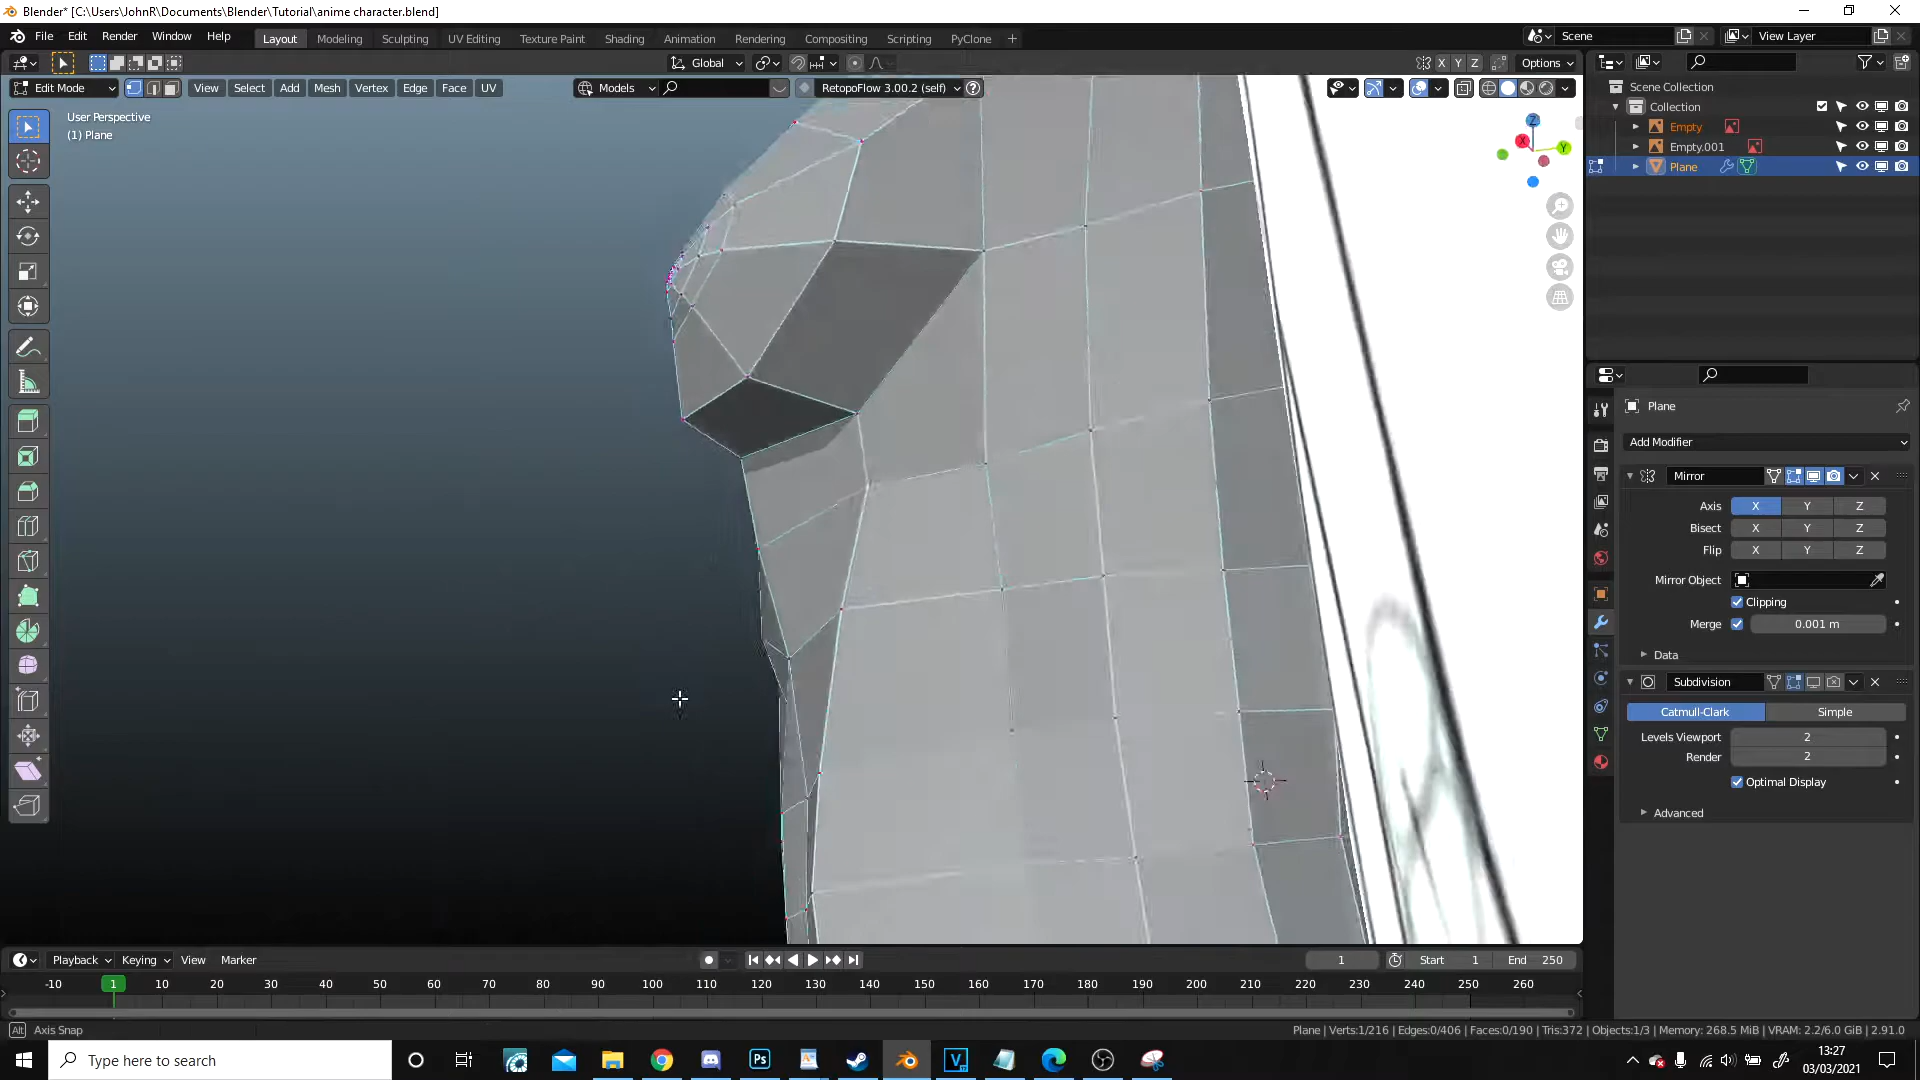 Blender* [C:\Users\JohnR\Documents\Blender\Tutorial\anime character.blend]
File Edit Render Window Help Layout Modeling Sculpting UV Editing Texture Paint Shading Animation Rendering Compositing Scripting PyClone + Scene View Layer
Global X Y Z Options
Edit Mode View Select Add Mesh Vertex Edge Face UV Models RetopoFlow 3.00.2 (self)
User Perspective
(1) Plane
Z
X
Y
Scene Collection
Collection
Empty
Empty.001
Plane
Plane
Add Modifier
Mirror
Axis X Y Z
Bisect X Y Z
Flip X Y Z
Mirror Object
Clipping
Merge 0.001 m
Data
Subdivision
Catmull-Clark Simple
Levels Viewport 2
Render 2
Optimal Display
Advanced
Playback Keying View Marker 1 Start 1 End 250
-10 1 10 20 30 40 50 60 70 80 90 100 110 120 130 140 150 160 170 180 190 200 210 220 230 240 250 260
Alt Axis Snap Plane | Verts:1/216 | Edges:0/406 | Faces:0/190 | Tris:372 | Objects:1/3 | Memory: 268.5 MiB | VRAM: 2.2/6.0 GiB | 2.91.0
Type here to search
Ps
V
13:27
03/03/2021